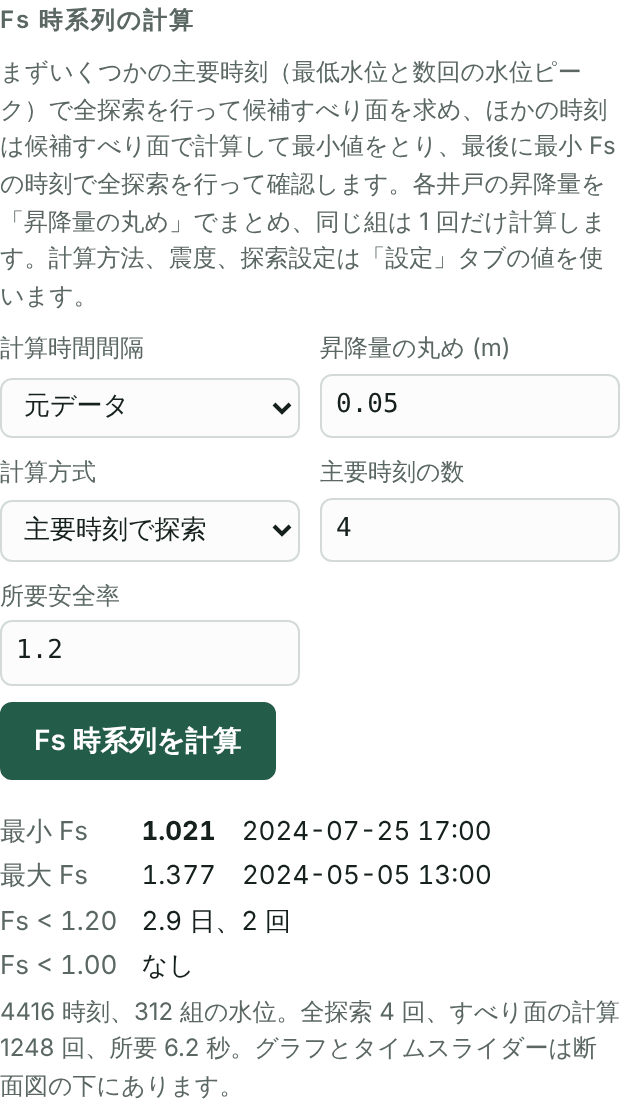 Fs 時系列の計算
まずいくつかの主要時刻（最低水位と数回の水位ピー
ク）で全探索を行って候補すべり面を求め、ほかの時刻
は候補すべり面で計算して最小値をとり、最後に最小 Fs
の時刻で全探索を行って確認します。各井戸の昇降量を
「昇降量の丸め」でまとめ、同じ組は 1 回だけ計算しま
す。計算方法、震度、探索設定は「設定」タブの値を使
います。
計算時間間隔
昇降量の丸め (m)
元データ
0.05
計算方式
主要時刻の数
主要時刻で探索
4
所要安全率
1.2
Fs 時系列を計算
最小 Fs 1.021 2024-07-25 17:00
最大 Fs 1.377 2024-05-05 13:00
Fs < 1.20 2.9 日、2 回
Fs < 1.00 なし
4416 時刻、312 組の水位。全探索 4 回、すべり面の計算
1248 回、所要 6.2 秒。グラフとタイムスライダーは断
面図の下にあります。